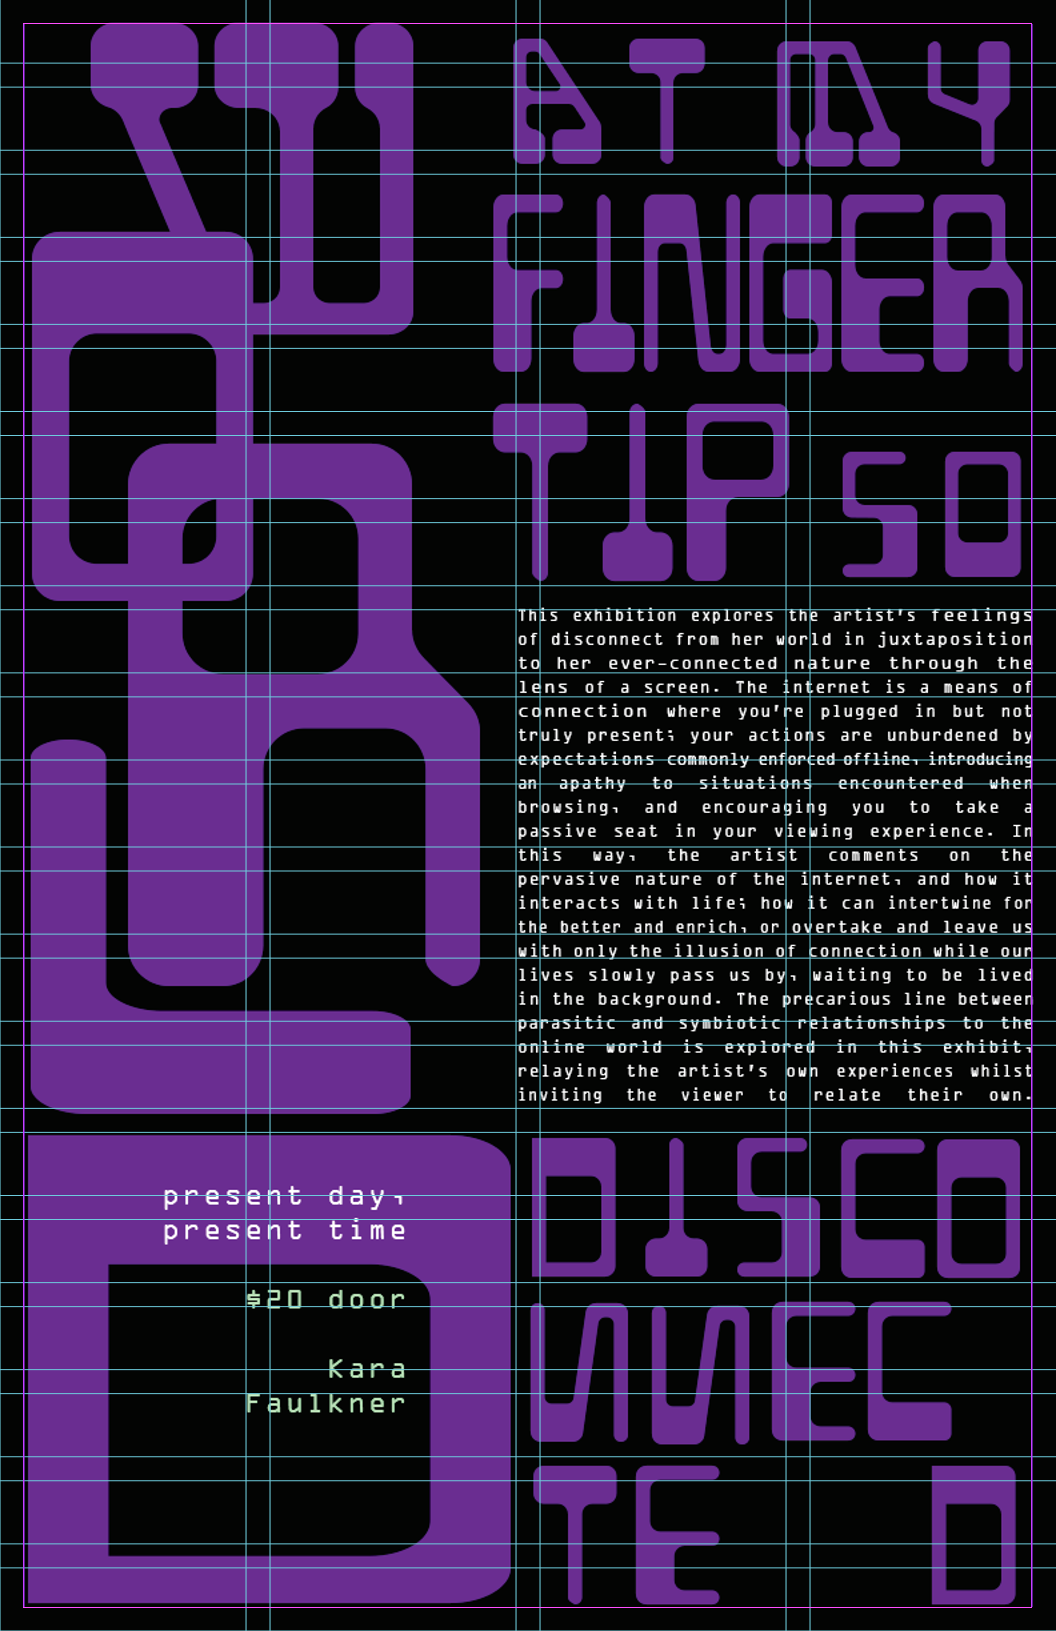 W
O
R
L
D
AT MY
FINGER
TIP SO
This exhibition explores the artist's feelings
of disconnect from her world in juxtaposition
to her ever-connected nature through the
lens of a screen. The internet is a means of
connection where you're plugged in but not
truly present; your actions are unburdened by
expectations commonly enforced offline, introducing
an apathy to situations encountered when
browsing, and encouraging you to take a
passive seat in your viewing experience. In
this way, the artist comments on the
pervasive nature of the internet, and how it
interacts with life; how it can intertwine for
the better and enrich, or overtake and leave us
with only the illusion of connection while our
lives slowly pass us by, waiting to be lived
in the background. The precarious line between
parasitic and symbiotic relationships to the
online world is explored in this exhibit,
relaying the artist's own experiences whilst
inviting the viewer to relate their own.
present day,
present time
$20 door
Kara
Faulkner
DISCO
NNEC
TE D